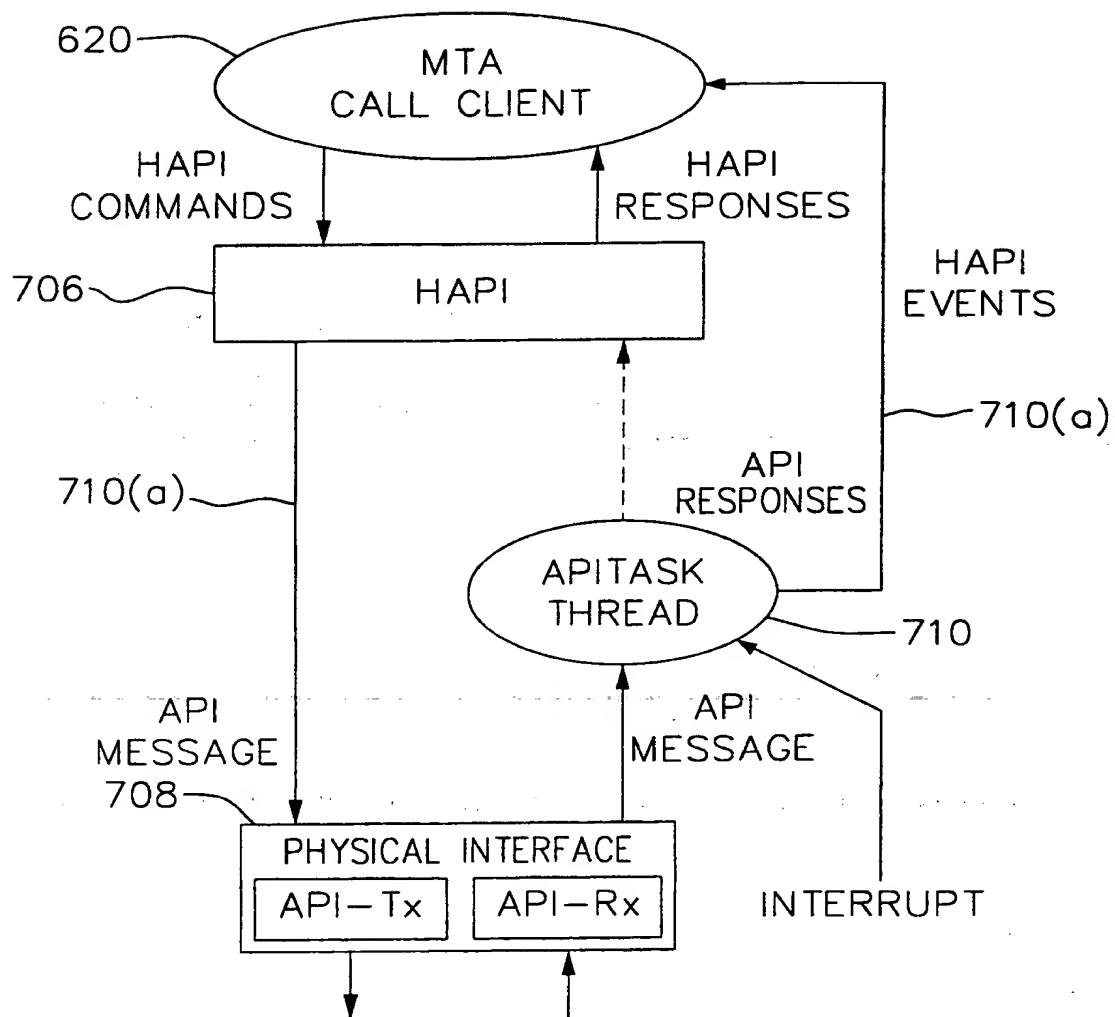 620
MTA
CALL CLIENT
HAPI
COMMANDS
HAPI
RESPONSES
706
HAPI
HAPI
EVENTS
710(a)
710(a)
API
RESPONSES
APITASK
THREAD
710
API
MESSAGE
API
MESSAGE
708
PHYSICAL INTERFACE
API-Tx
API-Rx
INTERRUPT